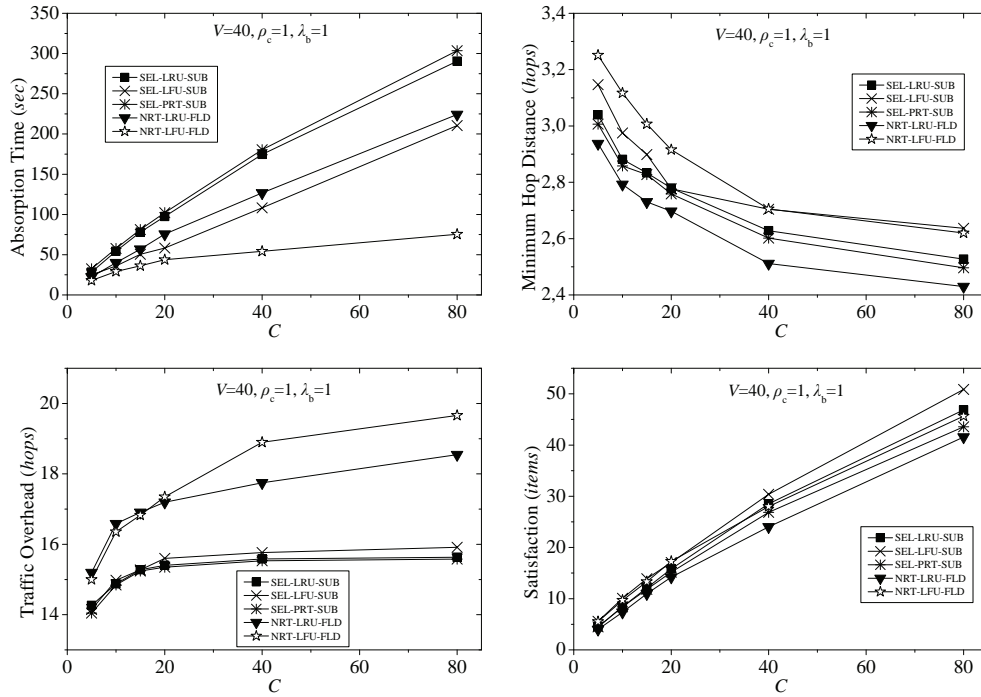 V=40, ρc=1, λb=1
Absorption Time (sec)
300
250
200
150
100
50
0
SEL-LRU-SUB
SEL-LFU-SUB
SEL-PRT-SUB
NRT-LRU-FLD
NRT-LFU-FLD
0 20 40 60 80
C
V=40, ρc=1, λb=1
Minimum Hop Distance (hops)
3,4
3,2
3,0
2,8
2,6
2,4
SEL-LRU-SUB
SEL-LFU-SUB
SEL-PRT-SUB
NRT-LRU-FLD
NRT-LFU-FLD
0 20 40 60 80
C
V=40, ρc=1, λb=1
Traffic Overhead (hops)
20
18
16
14
SEL-LRU-SUB
SEL-LFU-SUB
SEL-PRT-SUB
NRT-LRU-FLD
NRT-LFU-FLD
0 20 40 60 80
C
V=40, ρc=1, λb=1
Satisfaction (items)
50
40
30
20
10
0
SEL-LRU-SUB
SEL-LFU-SUB
SEL-PRT-SUB
NRT-LRU-FLD
NRT-LFU-FLD
0 20 40 60 80
C